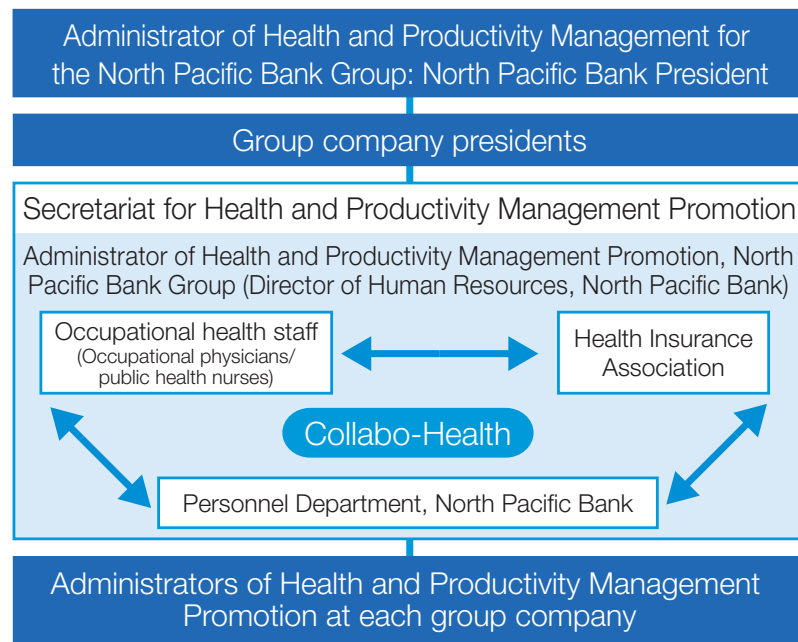 Administrator of Health and Productivity Management for
the North Pacific Bank Group: North Pacific Bank President
Group company presidents
Secretariat for Health and Productivity Management Promotion
Administrator of Health and Productivity Management Promotion, North
Pacific Bank Group (Director of Human Resources, North Pacific Bank)
Occupational health staff
(Occupational physicians/
public health nurses)
Health Insurance
Association
Collabo-Health
Personnel Department, North Pacific Bank
Administrators of Health and Productivity Management
Promotion at each group company